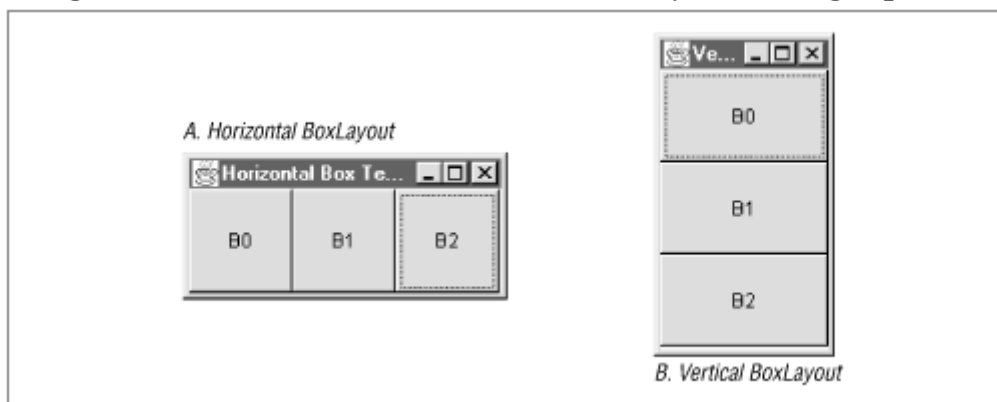 A. Horizontal BoxLayout
Horizontal Box Te...
B0 B1 B2
Ve...
B0
B1
B2
B. Vertical BoxLayout